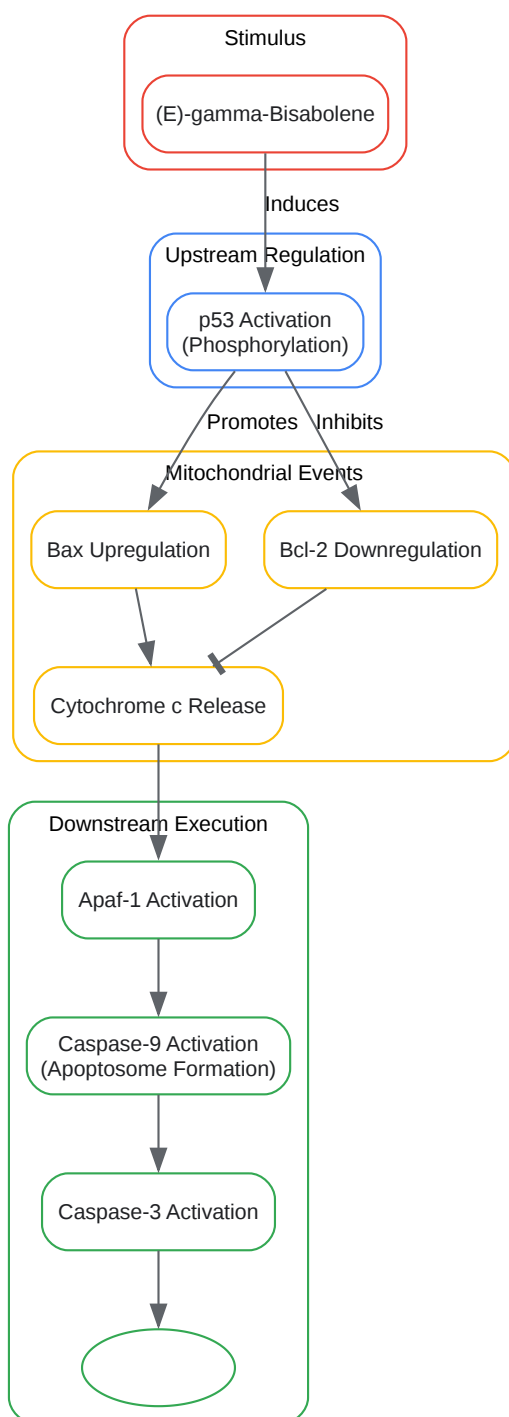 Stimulus
(E)-gamma-Bisabolene
Induces
Upstream Regulation
p53 Activation
(Phosphorylation)
Promotes
Inhibits
Mitochondrial Events
Bax Upregulation
Bcl-2 Downregulation
Cytochrome c Release
Downstream Execution
Apaf-1 Activation
Caspase-9 Activation
(Apoptosome Formation)
Caspase-3 Activation